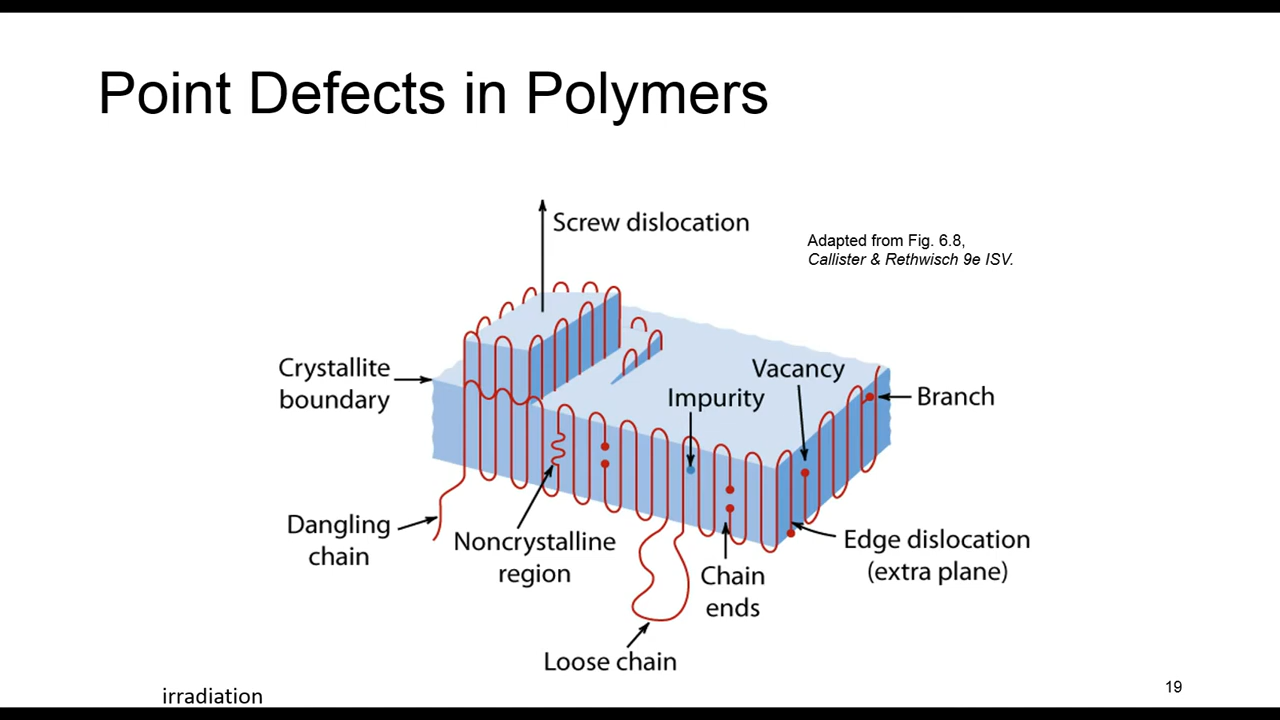 Point Defects in Polymers
Screw dislocation
Adapted from Fig. 6.8,
Callister & Rethwisch 9e ISV.
Crystallite
boundary
Vacancy
Impurity
Branch
Dangling
chain
Noncrystalline
region
Edge dislocation
(extra plane)
Chain
ends
Loose chain
irradiation
19